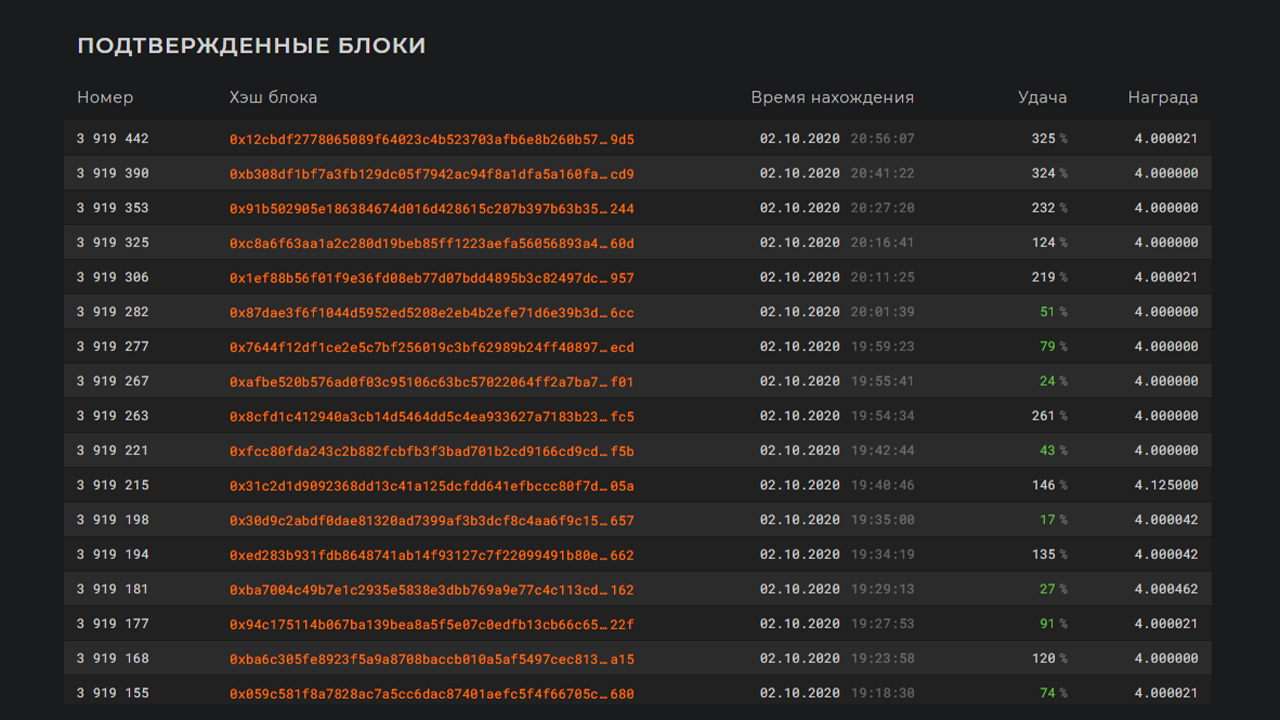 ПОДТВЕРЖДЕННЫЕ БЛОКИ
Номер Хэш блока Время нахождения Удача Награда
3 919 442 0x12cbdf2778065089f64023c4b523703afb6e8b260b57…9d5 02.10.2020 20:56:07 325 % 4.000021
3 919 390 0xb308df1bf7a3fb129dc05f7942ac94f8a1dfa5a160fa…cd9 02.10.2020 20:41:22 324 % 4.000000
3 919 353 0x91b502905e186384674d016d428615c207b397b63b35…244 02.10.2020 20:27:20 232 % 4.000000
3 919 325 0xc8a6f63aa1a2c280d19beb85ff1223aefa56056893a4…60d 02.10.2020 20:16:41 124 % 4.000000
3 919 306 0x1ef88b56f01f9e36fd08eb77d07bdd4895b3c82497dc…957 02.10.2020 20:11:25 219 % 4.000021
3 919 282 0x87dae3f6f1044d5952ed5208e2eb4b2efe71d6e39b3d…6cc 02.10.2020 20:01:39 51 % 4.000000
3 919 277 0x7644f12df1ce2e5c7bf256019c3bf62989b24ff40897…ecd 02.10.2020 19:59:23 79 % 4.000000
3 919 267 0xafbe520b576ad0f03c95106c63bc57022064ff2a7ba7…f01 02.10.2020 19:55:41 24 % 4.000000
3 919 263 0x8cfd1c412940a3cb14d5464dd5c4ea933627a7183b23…fc5 02.10.2020 19:54:34 261 % 4.000000
3 919 221 0xfcc80fda243c2b882fcbfb3f3bad701b2cd9166cd9cd…f5b 02.10.2020 19:42:44 43 % 4.000000
3 919 215 0x31c2d1d9092368dd13c41a125dcfdd641efbccc80f7d…05a 02.10.2020 19:40:46 146 % 4.125000
3 919 198 0x30d9c2abdf0dae81320ad7399af3b3dcf8c4aa6f9c15…657 02.10.2020 19:35:00 17 % 4.000042
3 919 194 0xed283b931fdb8648741ab14f93127c7f22099491b80e…662 02.10.2020 19:34:19 135 % 4.000042
3 919 181 0xba7004c49b7e1c2935e5838e3dbb769a9e77c4c113cd…162 02.10.2020 19:29:13 27 % 4.000462
3 919 177 0x94c175114b067ba139bea8a5f5e07c0edfb13cb66c65…22f 02.10.2020 19:27:53 91 % 4.000021
3 919 168 0xba6c305fe8923f5a9a8708baccb010a5af5497cec813…a15 02.10.2020 19:23:58 120 % 4.000000
3 919 155 0x059c581f8a7828ac7a5cc6dac87401aefc5f4f66705c…680 02.10.2020 19:18:30 74 % 4.000021